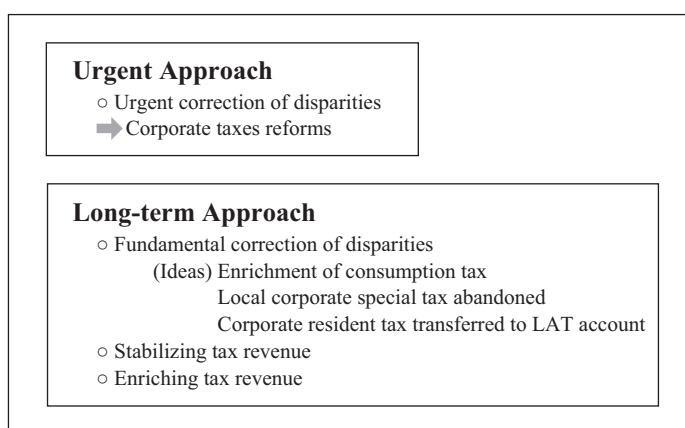 Urgent Approach
○ Urgent correction of disparities
Corporate taxes reforms
Long-term Approach
○ Fundamental correction of disparities
(Ideas) Enrichment of consumption tax
Local corporate special tax abandoned
Corporate resident tax transferred to LAT account
○ Stabilizing tax revenue
○ Enriching tax revenue